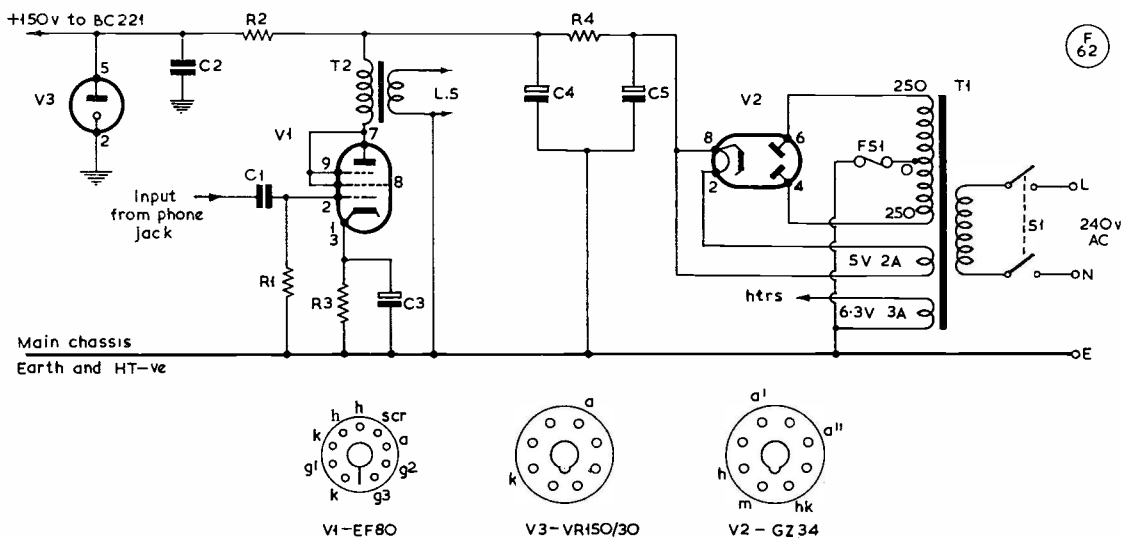 +150v to BC221
R2
R4
F
62
5
V3
2
C2
T2
L.S
C4
C5
V2
250
T1
V1
7
9
8
2
1
3
C1
Input
from phone
jack
8
2
6
4
FS1
O
250
L
S1
240v
AC
N
R1
R3
C3
5V 2A
htrs
6·3V 3A
Main chassis
Earth and HT-ve
E
h
h
scr
k
a
g1
g2
k
g3
V1-EF80
a
k
V3-VR150/30
a'
a"
h
m
hk
V2-GZ34